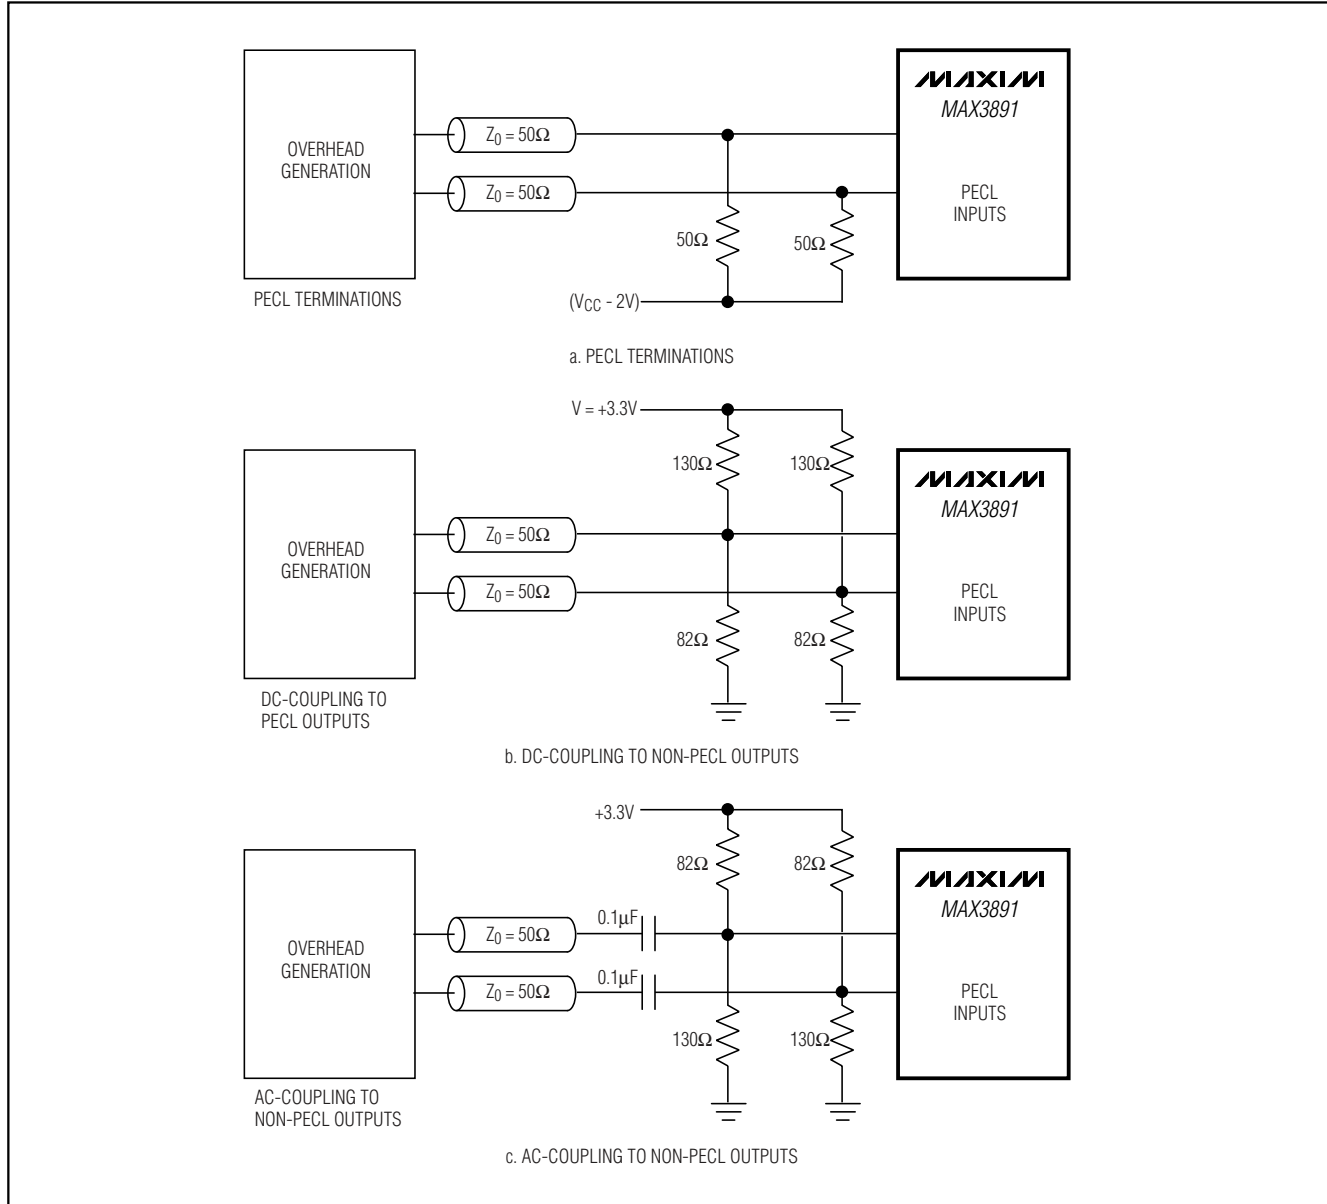 MAXIM
MAX3891
OVERHEAD
GENERATION
Z0 = 50Ω
Z0 = 50Ω
PECL
INPUTS
50Ω
50Ω
PECL TERMINATIONS
(VCC - 2V)
a. PECL TERMINATIONS
V = +3.3V
130Ω
130Ω
MAXIM
MAX3891
OVERHEAD
GENERATION
Z0 = 50Ω
Z0 = 50Ω
PECL
INPUTS
82Ω
82Ω
DC-COUPLING TO
PECL OUTPUTS
b. DC-COUPLING TO NON-PECL OUTPUTS
+3.3V
82Ω
82Ω
MAXIM
MAX3891
OVERHEAD
GENERATION
Z0 = 50Ω
0.1μF
Z0 = 50Ω
0.1μF
PECL
INPUTS
130Ω
130Ω
AC-COUPLING TO
NON-PECL OUTPUTS
c. AC-COUPLING TO NON-PECL OUTPUTS